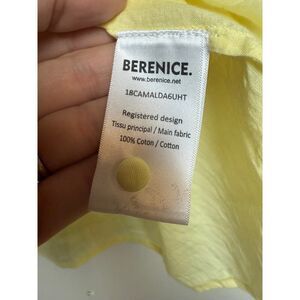 BERENICE.
www.berenice.net
18CAMALDA6UHT
Registered design
Tissu principal / Main fabric
100% Coton / Cotton